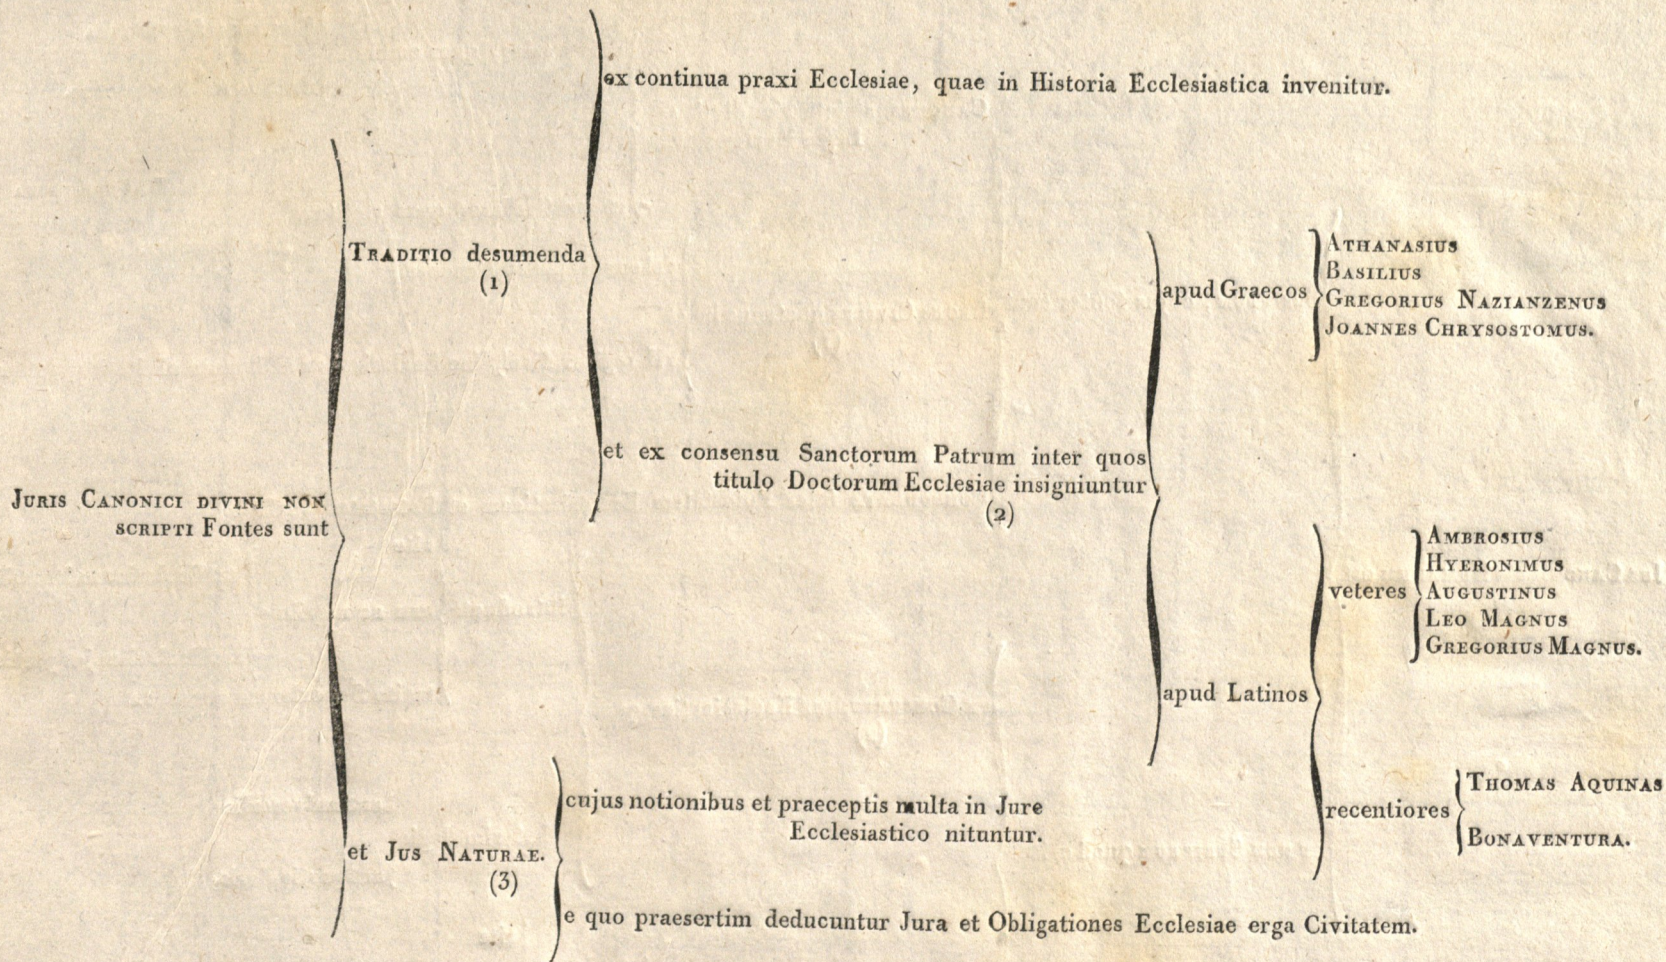 ex continua praxi Ecclesiae, quae in Historia Ecclesiastica invenitur.
TRADITIO desumenda
(1)
apud Graecos
ATHANASIUS
BASILIUS
GREGORIUS NAZIANZENUS
JOANNES CHRYSOSTOMUS.
et ex consensu Sanctorum Patrum inter quos
titulo Doctorum Ecclesiae insigniuntur
(2)
JURIS CANONICI DIVINI NON
SCRIPTI Fontes sunt
veteres
AMBROSIUS
HYERONIMUS
AUGUSTINUS
LEO MAGNUS
GREGORIUS MAGNUS.
apud Latinos
recentiores
THOMAS AQUINAS
BONAVENTURA.
et JUS NATURAE.
(3)
cujus notionibus et praeceptis multa in Jure
Ecclesiastico nituntur.
e quo praesertim deducuntur Jura et Obligationes Ecclesiae erga Civitatem.